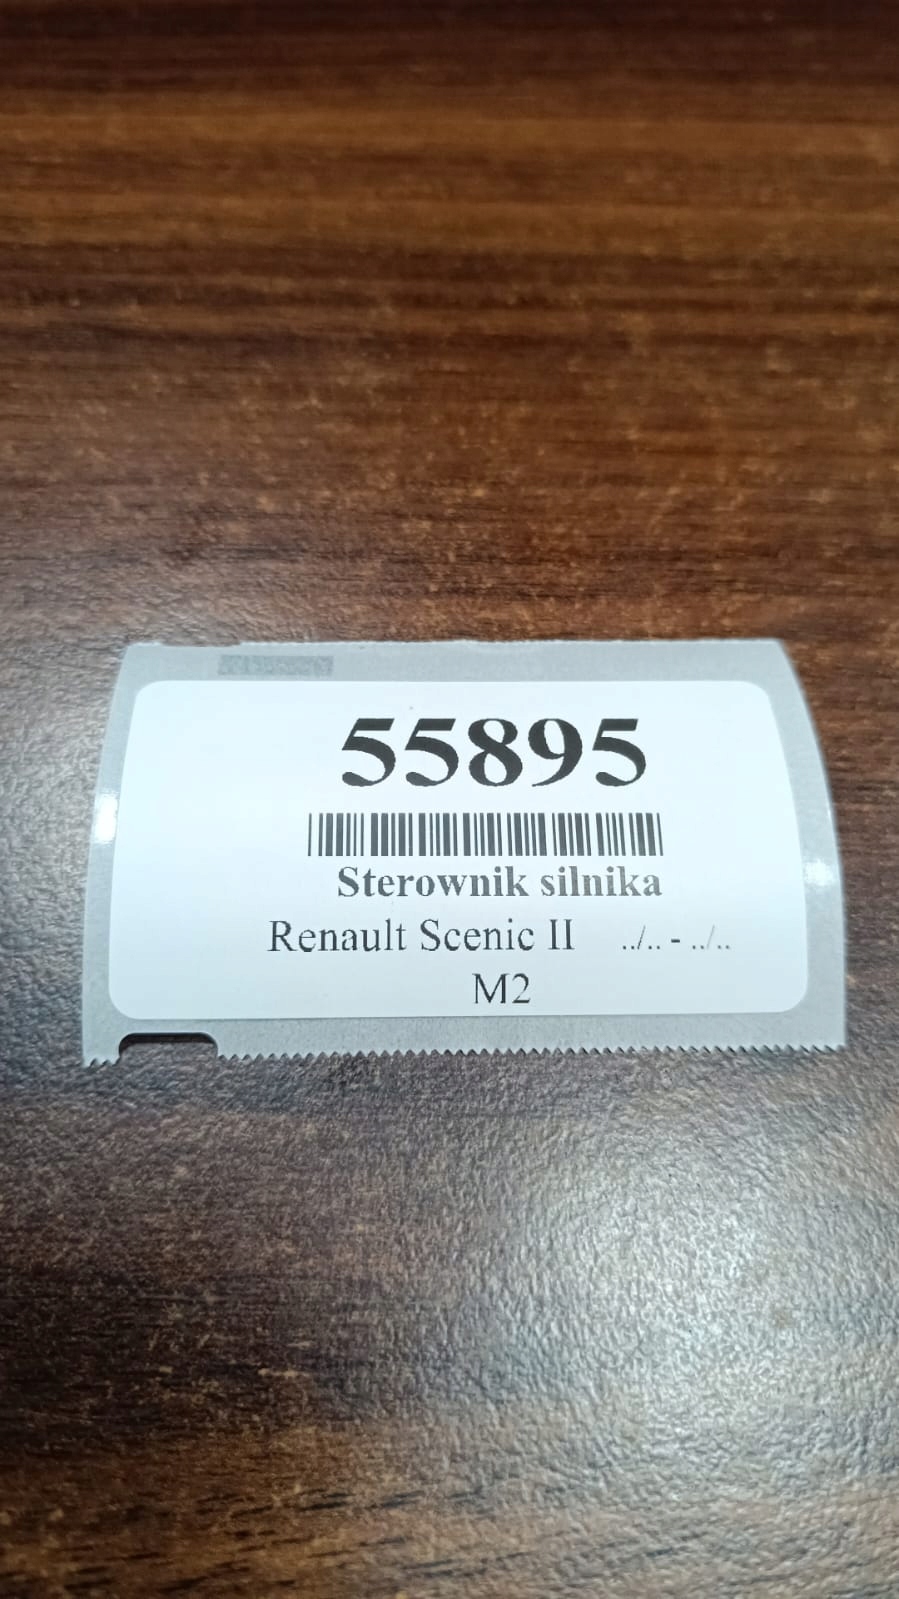 55895
Sterownik silnika
Renault Scenic II ../.. - ../..
M2